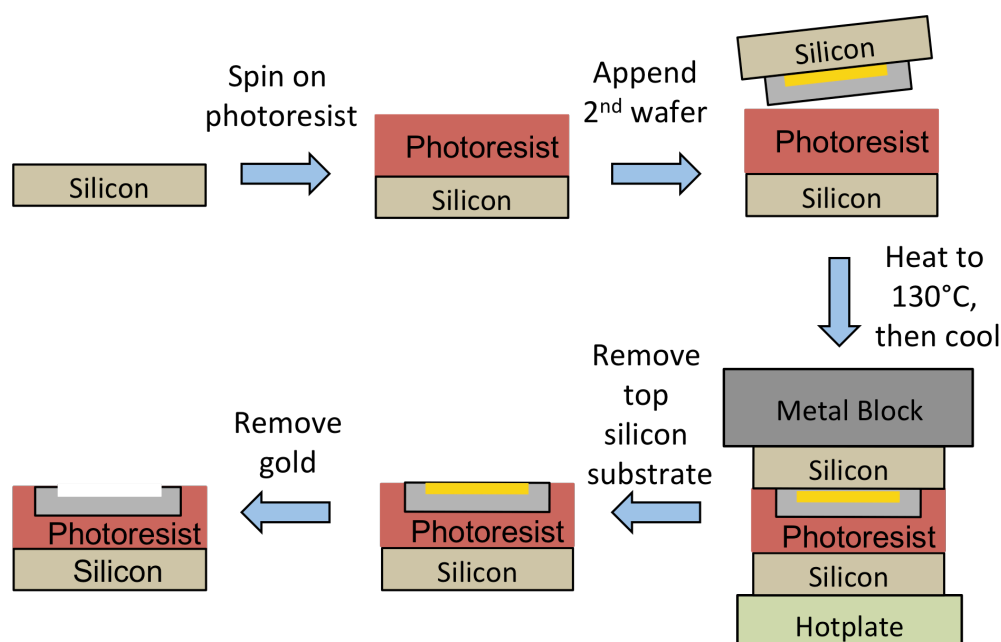 Spin on
photoresist
Append
2nd wafer
Silicon
Silicon
Photoresist
Silicon
Photoresist
Silicon
Heat to
130°C,
then cool
Remove
top
silicon
substrate
Metal Block
Silicon
Photoresist
Silicon
Hotplate
Photoresist
Silicon
Remove
gold
Photoresist
Silicon